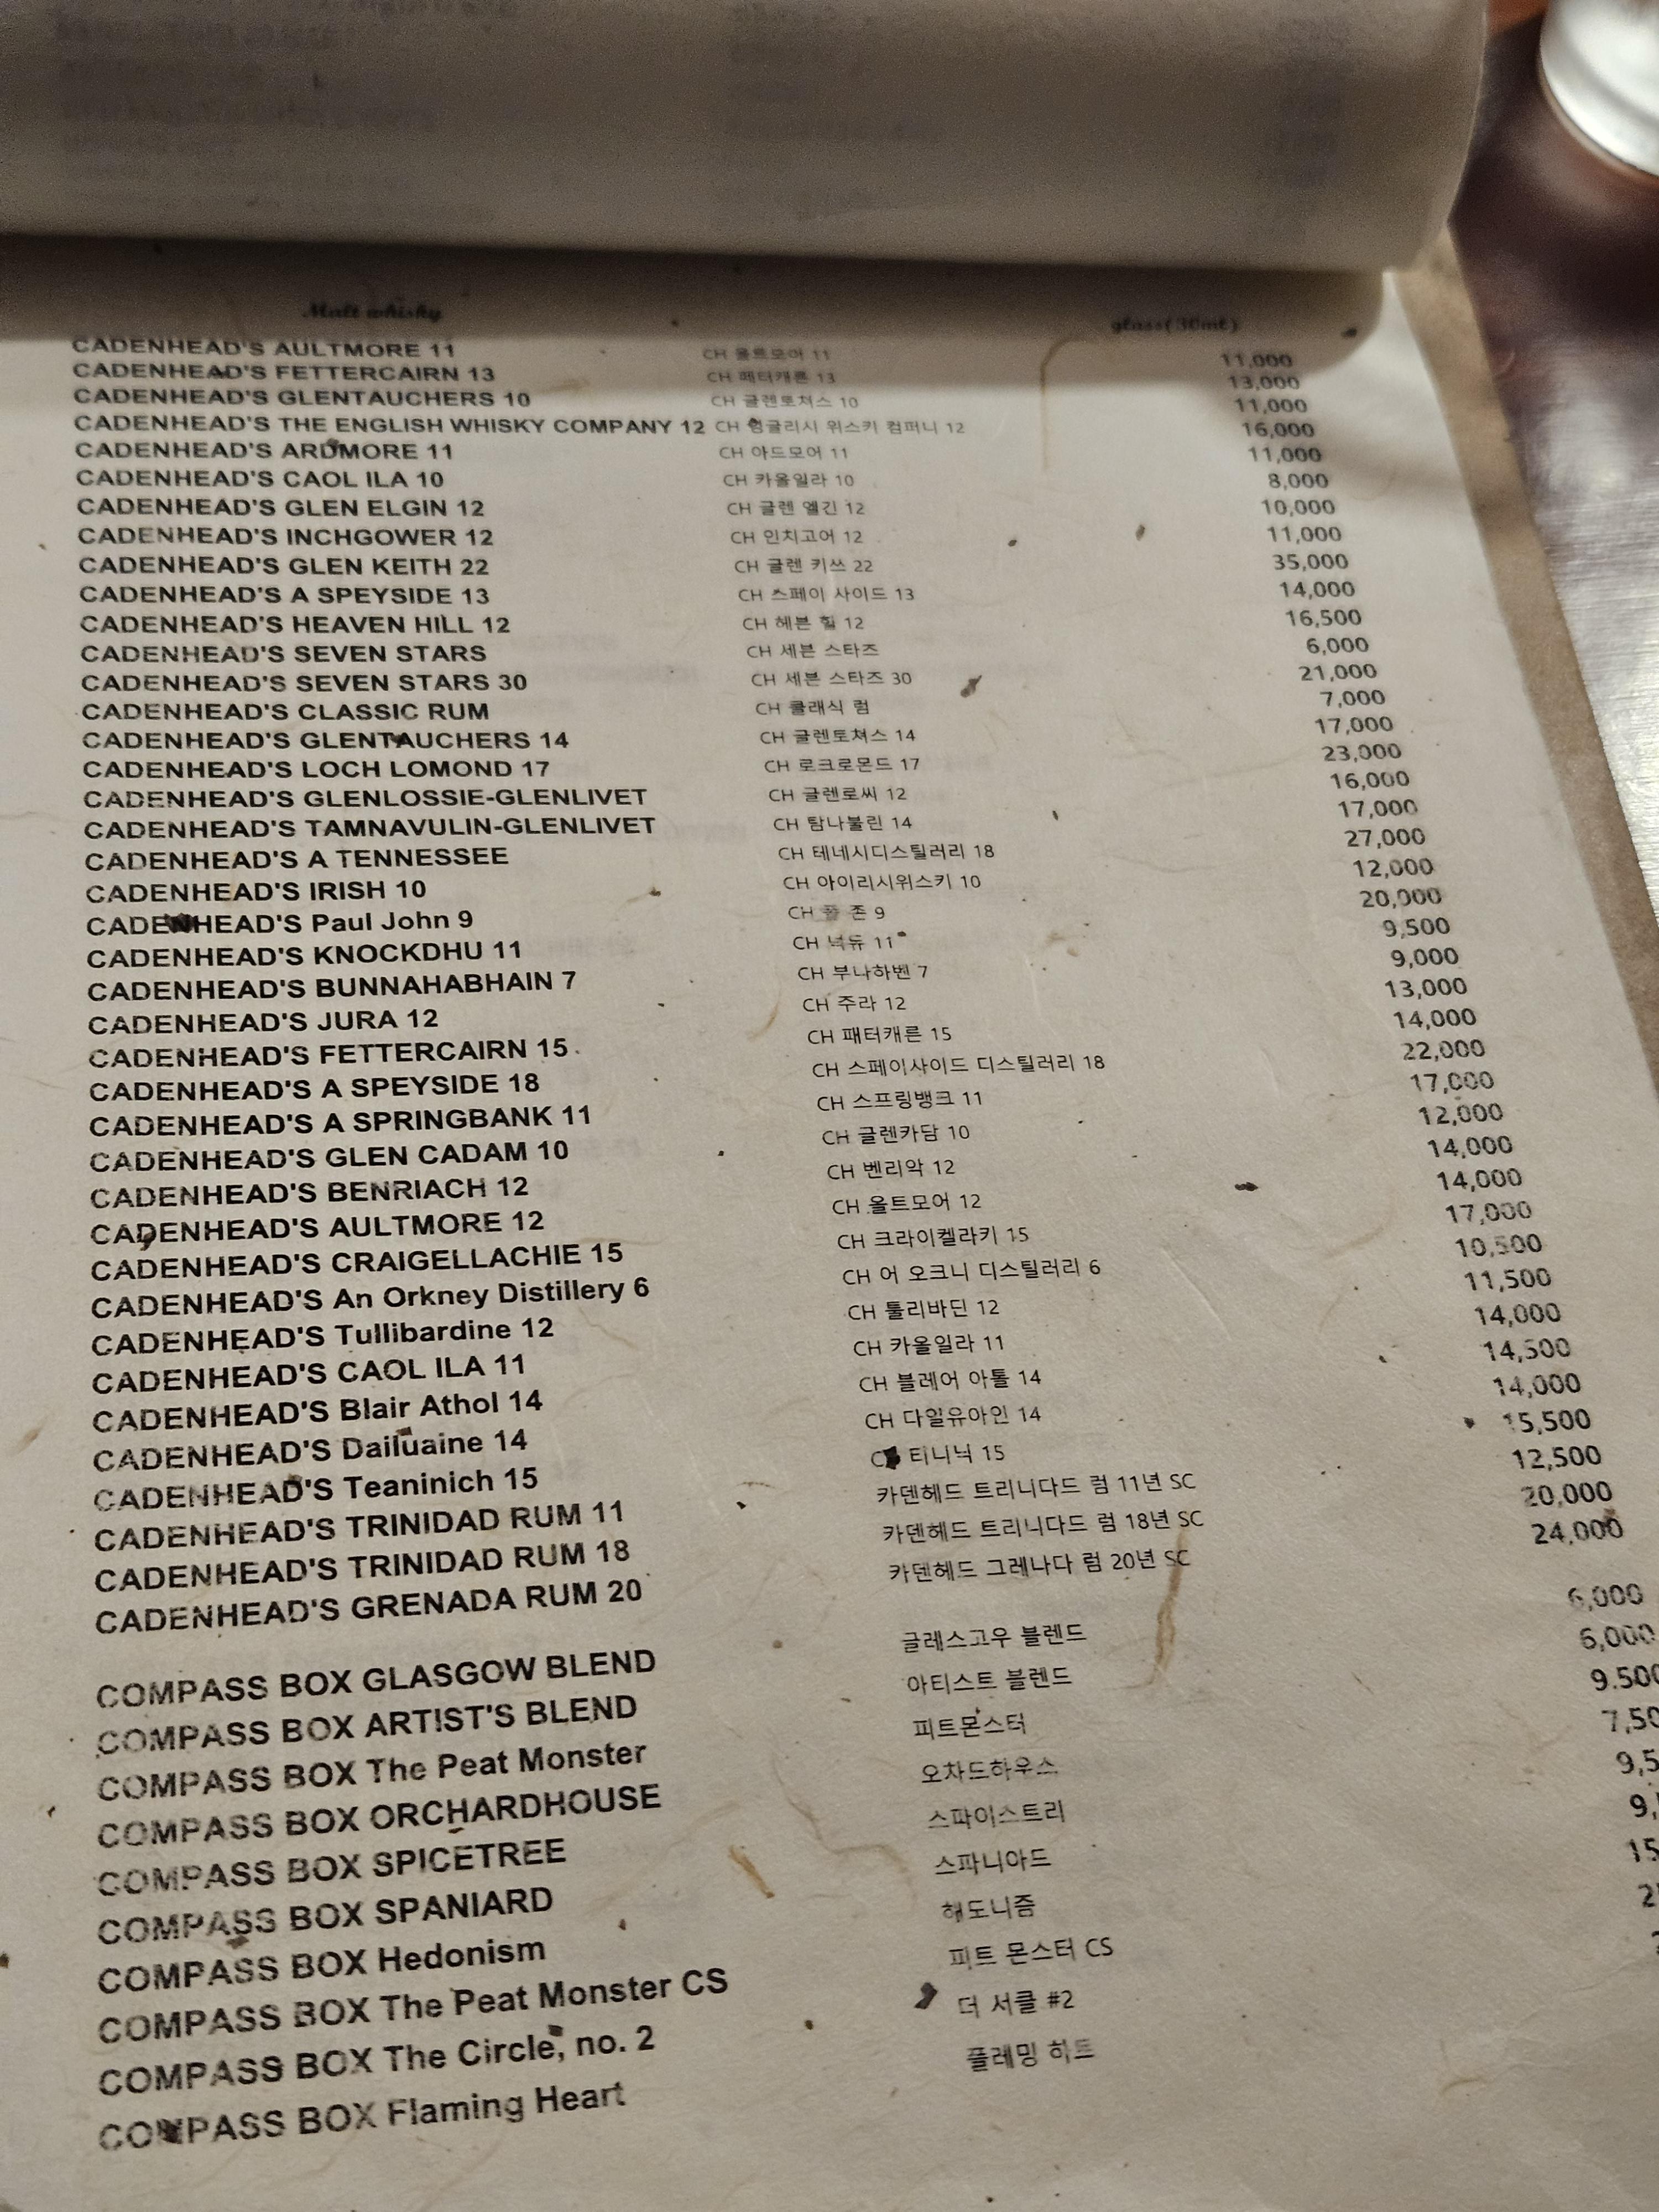 Malt whisky glass(30ml)
CADENHEAD'S AULTMORE 11 CH 올트모어 11 11,000
CADENHEAD'S FETTERCAIRN 13 CH 페터캐른 13 13,000
CADENHEAD'S GLENTAUCHERS 10 CH 글렌토쳐스 10 11,000
CADENHEAD'S THE ENGLISH WHISKY COMPANY 12 CH 잉글리시 위스키 컴퍼니 12 16,000
CADENHEAD'S ARDMORE 11 CH 아드모어 11 11,000
CADENHEAD'S CAOL ILA 10 CH 카올일라 10 8,000
CADENHEAD'S GLEN ELGIN 12 CH 글렌 엘긴 12 10,000
CADENHEAD'S INCHGOWER 12 CH 인치고어 12 11,000
CADENHEAD'S GLEN KEITH 22 CH 글렌 키쓰 22 35,000
CADENHEAD'S A SPEYSIDE 13 CH 스페이 사이드 13 14,000
CADENHEAD'S HEAVEN HILL 12 CH 헤븐 힐 12 16,500
CADENHEAD'S SEVEN STARS CH 세븐 스타즈 6,000
CADENHEAD'S SEVEN STARS 30 CH 세븐 스타즈 30 21,000
CADENHEAD'S CLASSIC RUM CH 클래식 럼 7,000
CADENHEAD'S GLENTAUCHERS 14 CH 글렌토쳐스 14 17,000
CADENHEAD'S LOCH LOMOND 17 CH 로크로몬드 17 23,000
CADENHEAD'S GLENLOSSIE-GLENLIVET CH 글렌로씨 12 16,000
CADENHEAD'S TAMNAVULIN-GLENLIVET CH 탐나불린 14 17,000
CADENHEAD'S A TENNESSEE CH 테네시디스틸러리 18 27,000
CADENHEAD'S IRISH 10 CH 아이리시위스키 10 12,000
CADENHEAD'S Paul John 9 CH 폴 존 9 20,000
CADENHEAD'S KNOCKDHU 11 CH 넉듀 11 9,500
CADENHEAD'S BUNNAHABHAIN 7 CH 부나하벤 7 9,000
CADENHEAD'S JURA 12 CH 주라 12 13,000
CADENHEAD'S FETTERCAIRN 15 CH 패터캐른 15 14,000
CADENHEAD'S A SPEYSIDE 18 CH 스페이사이드 디스틸러리 18 22,000
CADENHEAD'S A SPRINGBANK 11 CH 스프링뱅크 11 17,000
CADENHEAD'S GLEN CADAM 10 CH 글렌카담 10 12,000
CADENHEAD'S BENRIACH 12 CH 벤리악 12 14,000
CADENHEAD'S AULTMORE 12 CH 올트모어 12 14,000
CADENHEAD'S CRAIGELLACHIE 15 CH 크라이켈라키 15 17,000
CADENHEAD'S An Orkney Distillery 6 CH 어 오크니 디스틸러리 6 10,500
CADENHEAD'S Tullibardine 12 CH 툴리바딘 12 11,500
CADENHEAD'S CAOL ILA 11 CH 카올일라 11 14,000
CADENHEAD'S Blair Athol 14 CH 블레어 아톨 14 14,500
CADENHEAD'S Dailuaine 14 CH 다일유아인 14 14,000
CADENHEAD'S Teaninich 15 CH 티니닉 15 15,500
CADENHEAD'S TRINIDAD RUM 11 카덴헤드 트리니다드 럼 11년 SC 12,500
CADENHEAD'S TRINIDAD RUM 18 카덴헤드 트리니다드 럼 18년 SC 20,000
CADENHEAD'S GRENADA RUM 20 카덴헤드 그레나다 럼 20년 SC 24,000
COMPASS BOX GLASGOW BLEND 글레스고우 블렌드 6,000
COMPASS BOX ARTIST'S BLEND 아티스트 블렌드 6,000
COMPASS BOX The Peat Monster 피트몬스터 9.500
COMPASS BOX ORCHARDHOUSE 오차드하우스 7,50
COMPASS BOX SPICETREE 스파이스트리 9,5
COMPASS BOX SPANIARD 스파니아드 9,
COMPASS BOX Hedonism 해도니즘 15
COMPASS BOX The Peat Monster CS 피트 몬스터 CS 2
COMPASS BOX The Circle, no. 2 더 서클 #2
COMPASS BOX Flaming Heart 플레밍 하트